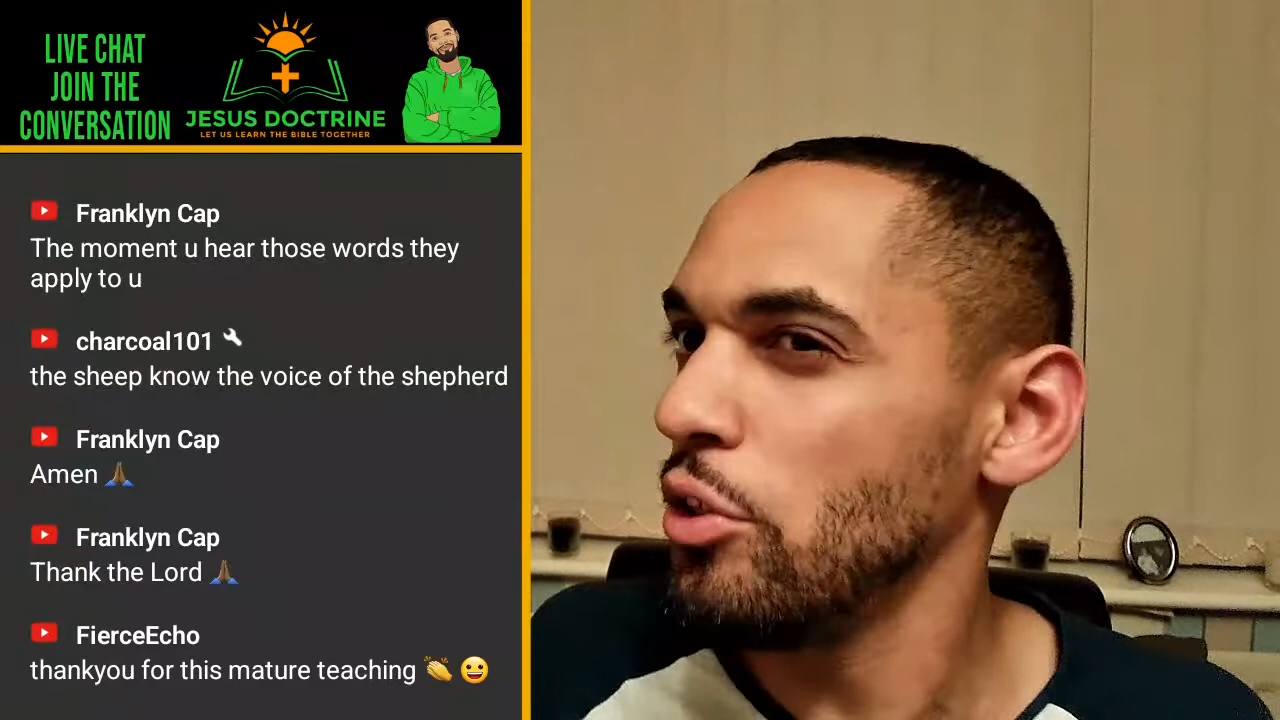 LIVE CHAT
JOIN THE
CONVERSATION
JESUS DOCTRINE
LET US LEARN THE BIBLE TOGETHER
Franklyn Cap
The moment u hear those words they
apply to u
charcoal101
the sheep know the voice of the shepherd
Franklyn Cap
Amen 🙏🏾
Franklyn Cap
Thank the Lord 🙏🏾
FierceEcho
thankyou for this mature teaching 👏 😀